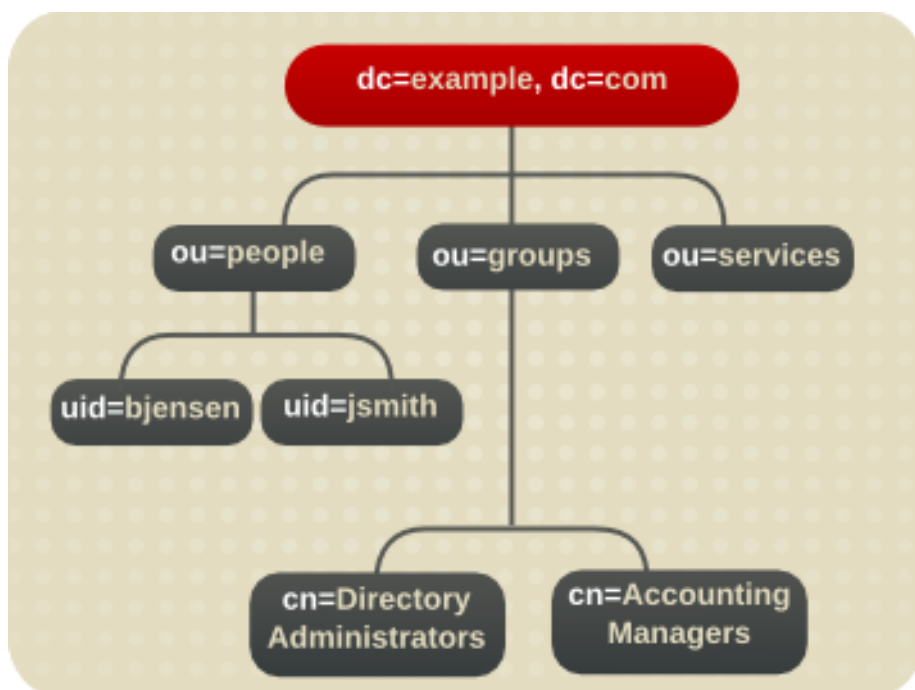 dc=example, dc=com
ou=people
ou=groups
ou=services
uid=bjensen
uid=jsmith
cn=Directory
Administrators
cn=Accounting
Managers